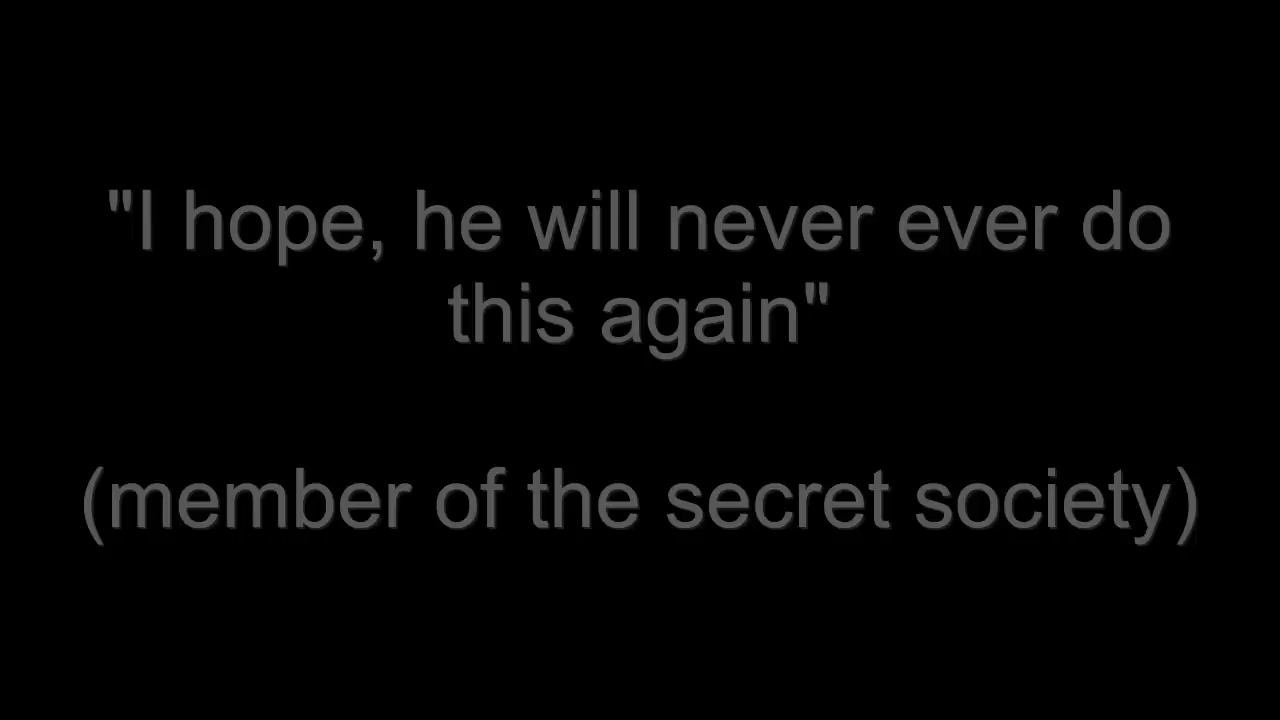 "I hope, he will never ever do
this again"
(member of the secret society)